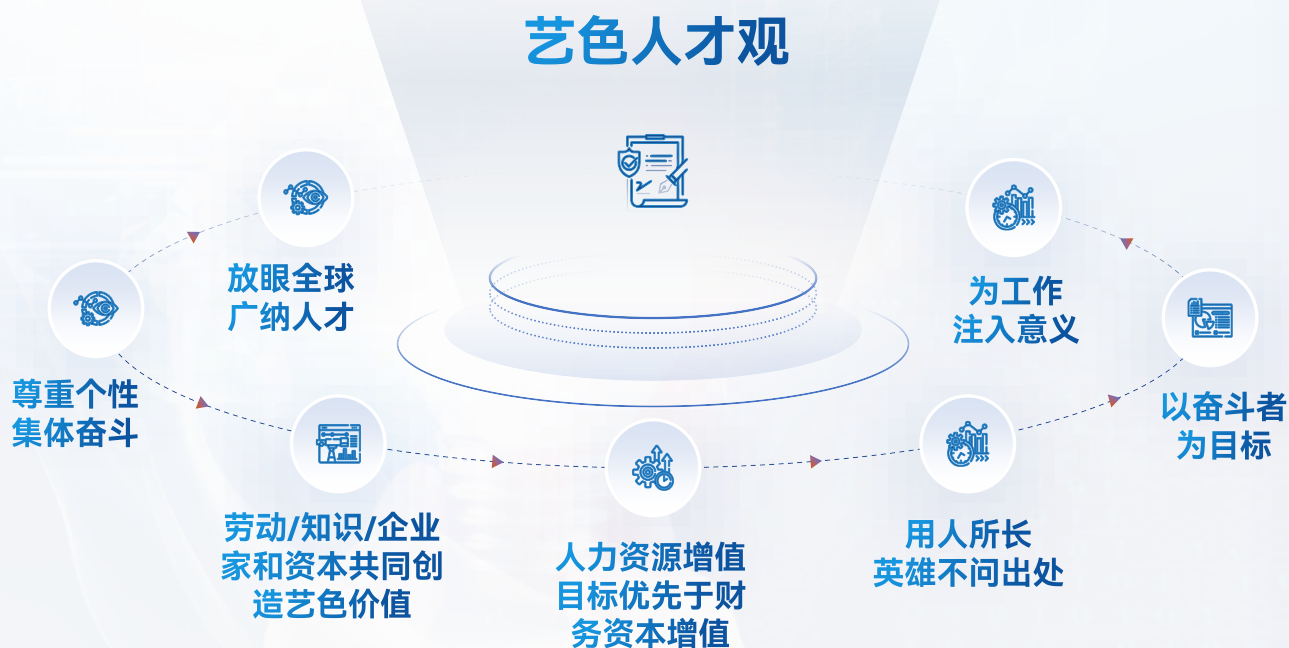 艺色人才观
放眼全球
广纳人才
为工作
注入意义
尊重个性
集体奋斗
以奋斗者
为目标
劳动/知识/企业
家和资本共同创
造艺色价值
人力资源增值
目标优先于财
务资本增值
用人所长
英雄不问出处